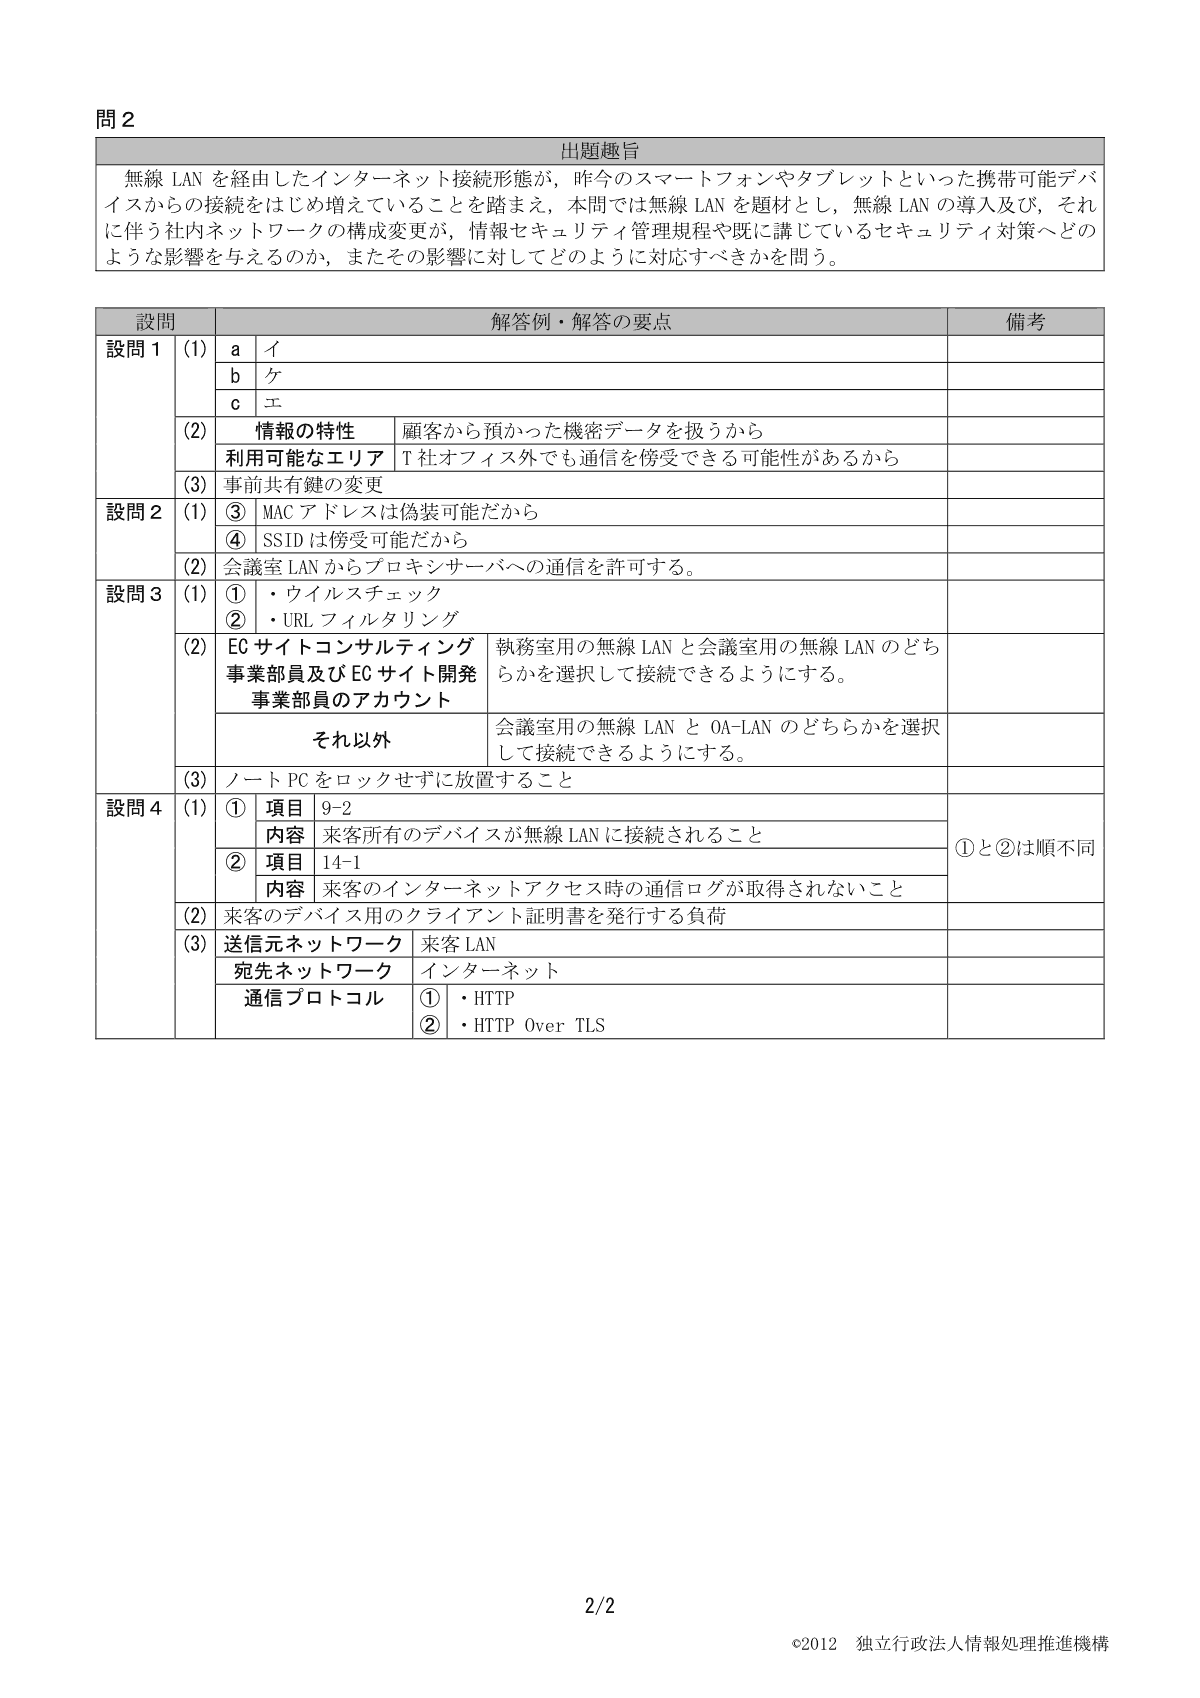 問２
出題趣旨
無線 LAN を経由したインターネット接続形態が，昨今のスマートフォンやタブレットといった携帯可能デバ
イスからの接続をはじめ増えていることを踏まえ，本問では無線 LAN を題材とし，無線 LAN の導入及び，それ
に伴う社内ネットワークの構成変更が，情報セキュリティ管理規程や既に講じているセキュリティ対策へどの
ような影響を与えるのか，またその影響に対してどのように対応すべきかを問う。
設問 解答例・解答の要点 備考
設問１ (1) a イ
b ケ
c エ
(2) 情報の特性 顧客から預かった機密データを扱うから
利用可能なエリア T 社オフィス外でも通信を傍受できる可能性があるから
(3) 事前共有鍵の変更
設問２ (1) ③ MAC アドレスは偽装可能だから
④ SSID は傍受可能だから
(2) 会議室 LAN からプロキシサーバへの通信を許可する。
設問３ (1) ① ・ウイルスチェック
② ・URL フィルタリング
(2) EC サイトコンサルティング 執務室用の無線 LAN と会議室用の無線 LAN のどち
事業部員及び EC サイト開発 らかを選択して接続できるようにする。
事業部員のアカウント
それ以外 会議室用の無線 LAN と OA-LAN のどちらかを選択
して接続できるようにする。
(3) ノート PC をロックせずに放置すること
設問４ (1) ① 項目 9-2
内容 来客所有のデバイスが無線 LAN に接続されること
①と②は順不同
② 項目 14-1
内容 来客のインターネットアクセス時の通信ログが取得されないこと
(2) 来客のデバイス用のクライアント証明書を発行する負荷
(3) 送信元ネットワーク 来客 LAN
宛先ネットワーク インターネット
通信プロトコル ① ・HTTP
② ・HTTP Over TLS
2/2
©2012 独立行政法人情報処理推進機構